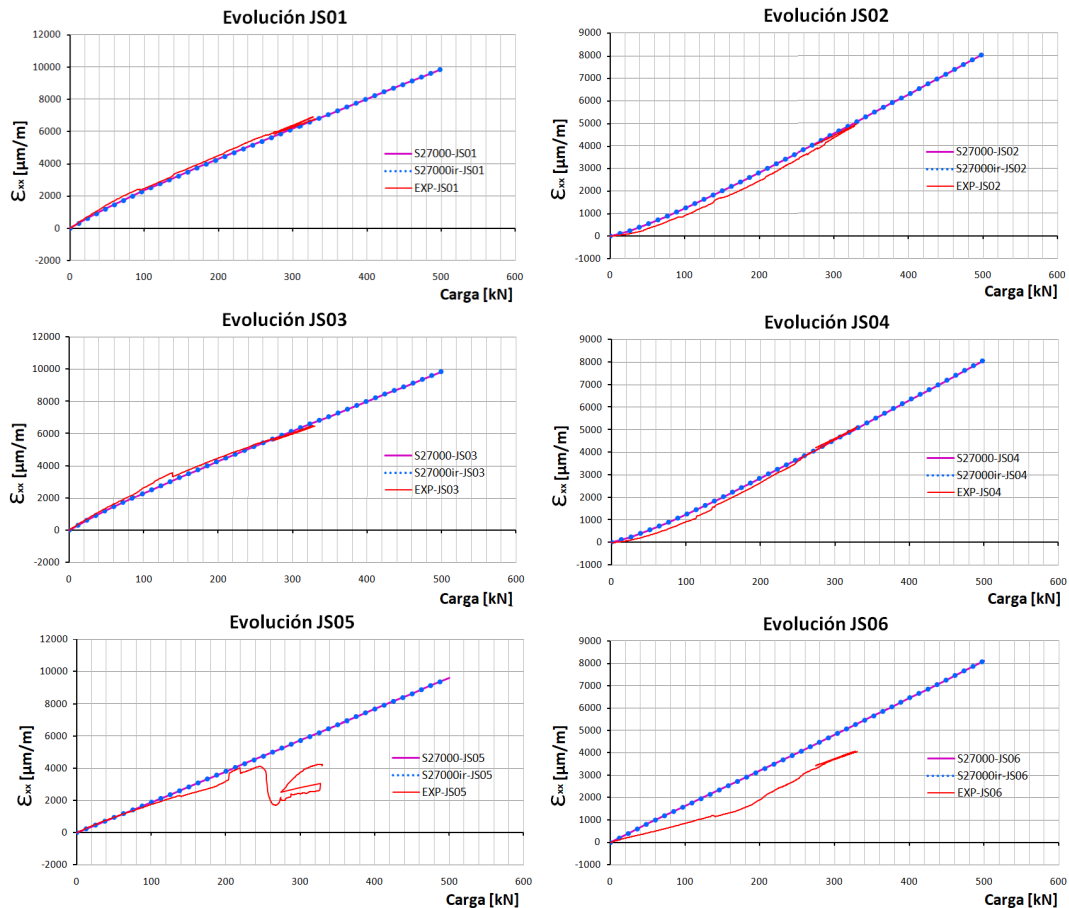 Evolución JS01
12000
10000
8000
6000
4000
2000
0
-2000
0 100 200 300 400 500 600
εxx [µm/m]
Carga [kN]
S27000-JS01
S27000ir-JS01
EXP-JS01
Evolución JS02
9000
8000
7000
6000
5000
4000
3000
2000
1000
0
-1000
0 100 200 300 400 500 600
εxx [µm/m]
Carga [kN]
S27000-JS02
S27000ir-JS02
EXP-JS02
Evolución JS03
12000
10000
8000
6000
4000
2000
0
-2000
0 100 200 300 400 500 600
εxx [µm/m]
Carga [kN]
S27000-JS03
S27000ir-JS03
EXP-JS03
Evolución JS04
9000
8000
7000
6000
5000
4000
3000
2000
1000
0
-1000
0 100 200 300 400 500 600
εxx [µm/m]
Carga [kN]
S27000-JS04
S27000ir-JS04
EXP-JS04
Evolución JS05
12000
10000
8000
6000
4000
2000
0
-2000
0 100 200 300 400 500 600
εxx [µm/m]
Carga [kN]
S27000-JS05
S27000ir-JS05
EXP-JS05
Evolución JS06
9000
8000
7000
6000
5000
4000
3000
2000
1000
0
-1000
0 100 200 300 400 500 600
εxx [µm/m]
Carga [kN]
S27000-JS06
S27000ir-JS06
EXP-JS06